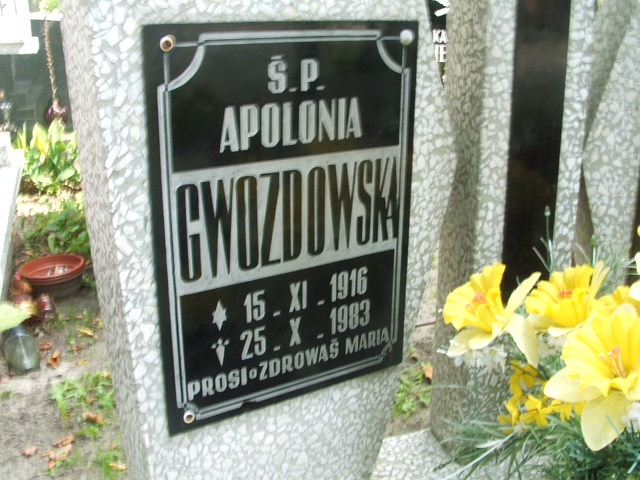 Ś.P.
APOLONIA
GWOZDOWSKA
15. XI. 1916
25. X. 1983
PROSI O ZDROWAŚ MARIA